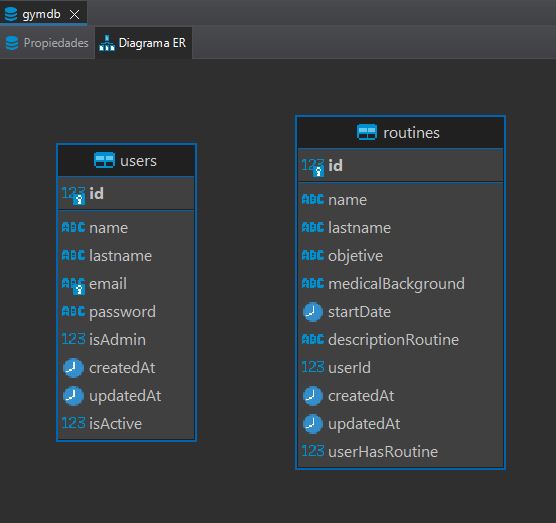 gymdb
Propiedades
Diagrama ER
users
123 id
ABC name
ABC lastname
ABC email
ABC password
123 isAdmin
createdAt
updatedAt
123 isActive
routines
123 id
ABC name
ABC lastname
ABC objetive
ABC medicalBackground
startDate
ABC descriptionRoutine
123 userId
createdAt
updatedAt
123 userHasRoutine